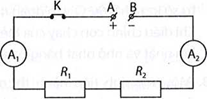 K A B
+ −
A₁ A₂
R₁ R₂